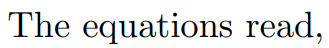 The equations read,